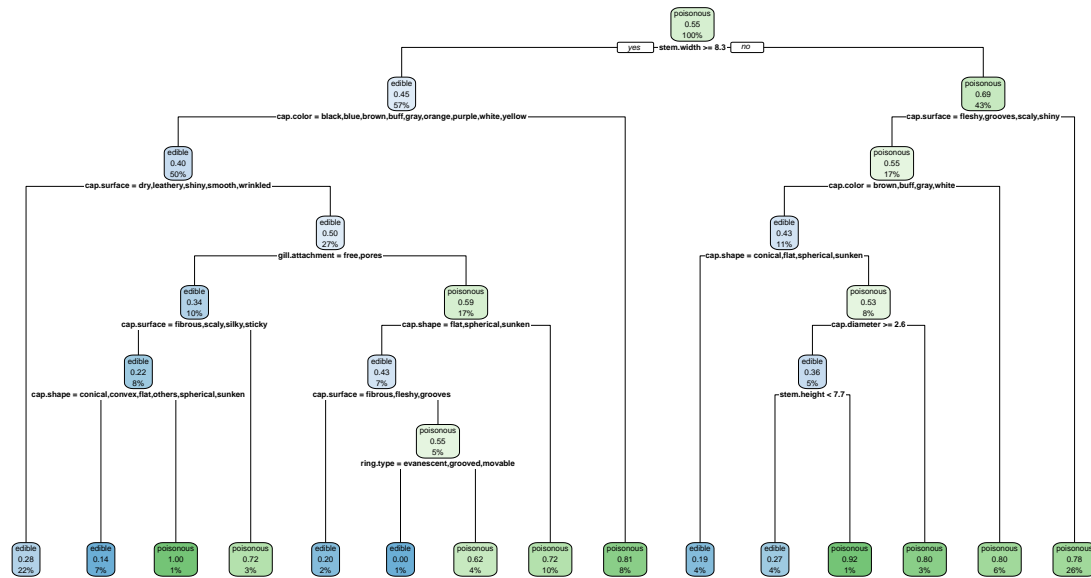 poisonous
0.55
100%
yes stem.width >= 8.3 no
edible
0.45
57%
poisonous
0.69
43%
cap.color = black,blue,brown,buff,gray,orange,purple,white,yellow
cap.surface = fleshy,grooves,scaly,shiny
edible
0.40
50%
poisonous
0.55
17%
cap.surface = dry,leathery,shiny,smooth,wrinkled
cap.color = brown,buff,gray,white
edible
0.50
27%
edible
0.43
11%
gill.attachment = free,pores
cap.shape = conical,flat,spherical,sunken
edible
0.34
10%
poisonous
0.59
17%
poisonous
0.53
8%
cap.surface = fibrous,scaly,silky,sticky
cap.shape = flat,spherical,sunken
cap.diameter >= 2.6
edible
0.22
8%
edible
0.43
7%
edible
0.36
5%
cap.shape = conical,convex,flat,others,spherical,sunken
cap.surface = fibrous,fleshy,grooves
stem.height < 7.7
poisonous
0.55
5%
ring.type = evanescent,grooved,movable
edible
0.28
22%
edible
0.14
7%
poisonous
1.00
1%
poisonous
0.72
3%
edible
0.20
2%
edible
0.00
1%
poisonous
0.62
4%
poisonous
0.72
10%
poisonous
0.81
8%
edible
0.19
4%
edible
0.27
4%
poisonous
0.92
1%
poisonous
0.80
3%
poisonous
0.80
6%
poisonous
0.78
26%